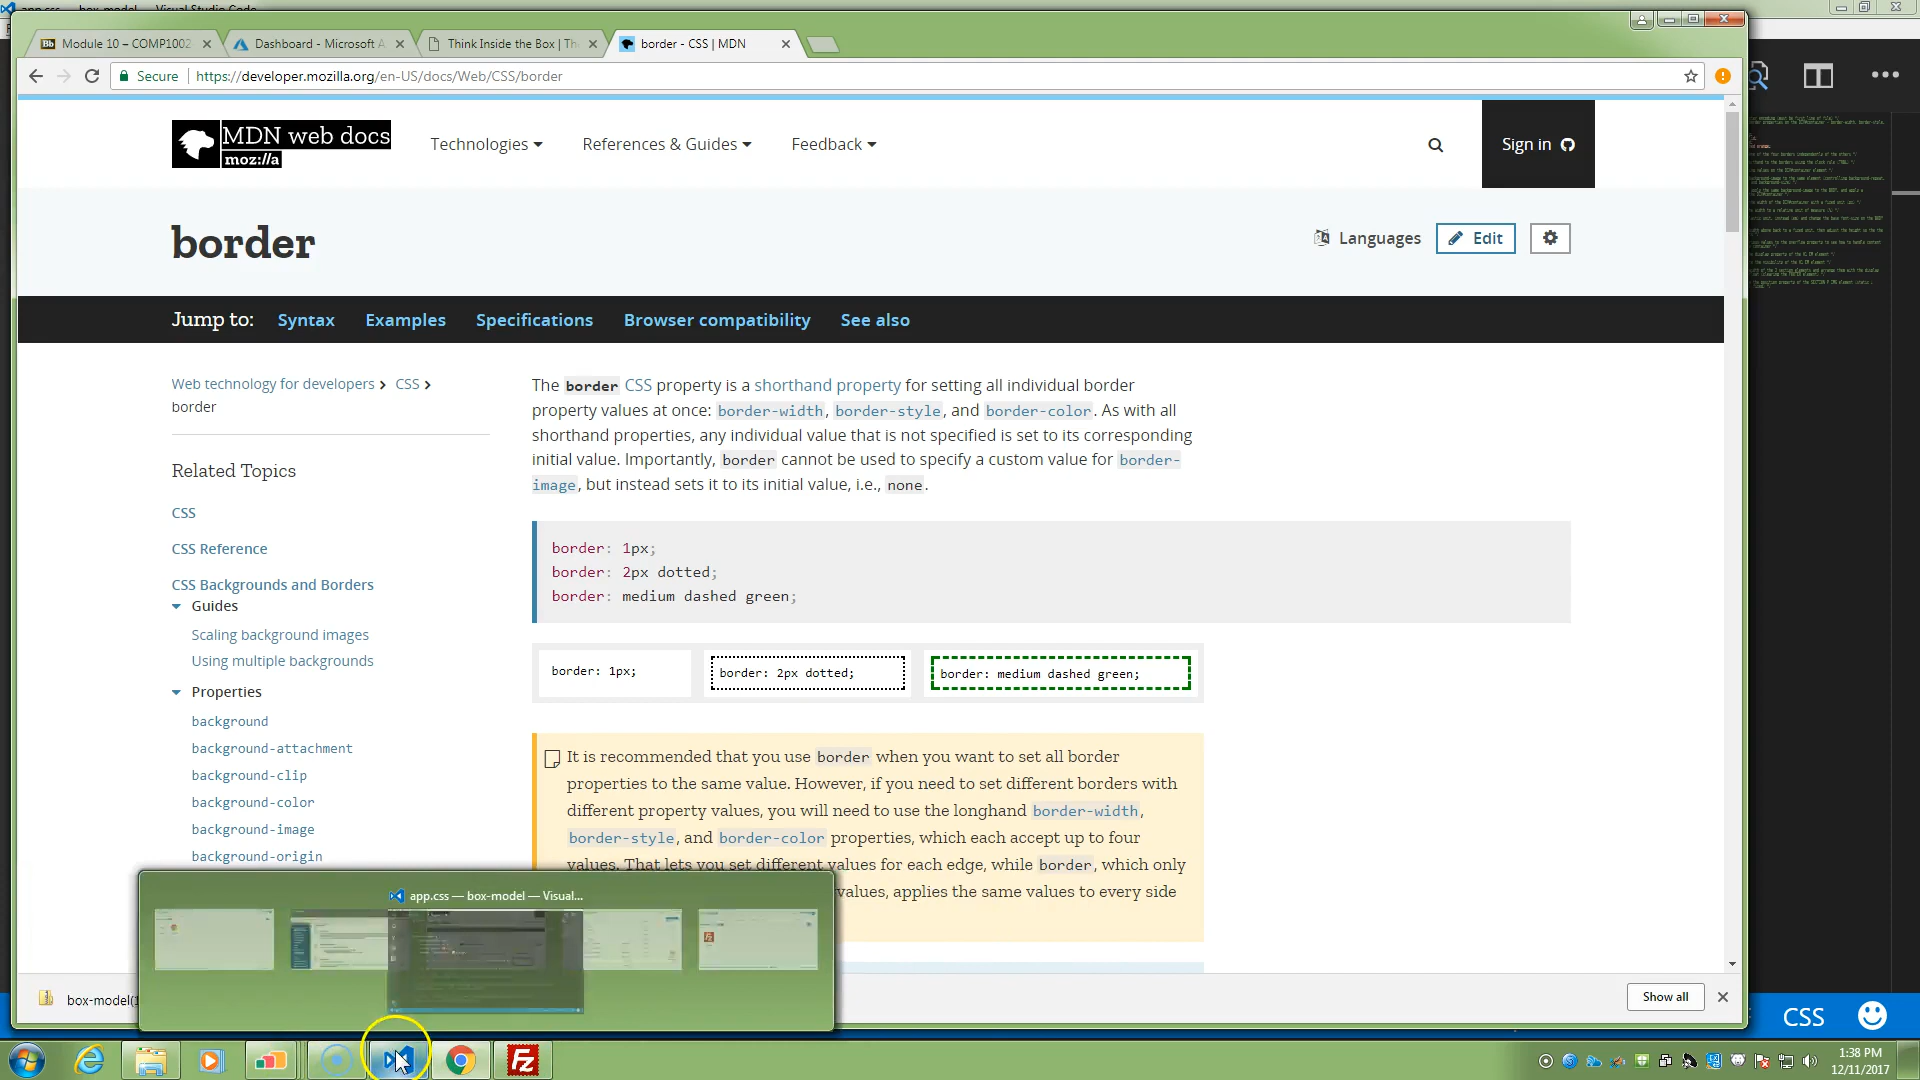 app.css — box-model — Visual Studio Code
Module 10 – COMP1002
Dashboard - Microsoft A
Think Inside the Box | Th
border - CSS | MDN
Secure
https://developer.mozilla.org/en-US/docs/Web/CSS/border
MDN web docs
moz://a
Technologies
References & Guides
Feedback
Sign in
border
Languages
Edit
Jump to:
Syntax
Examples
Specifications
Browser compatibility
See also
Web technology for developers
CSS
border
Related Topics
CSS
CSS Reference
CSS Backgrounds and Borders
Guides
Scaling background images
Using multiple backgrounds
Properties
background
background-attachment
background-clip
background-color
background-image
background-origin
The border CSS property is a shorthand property for setting all individual border
property values at once: border-width, border-style, and border-color. As with all
shorthand properties, any individual value that is not specified is set to its corresponding
initial value. Importantly, border cannot be used to specify a custom value for border-
image, but instead sets it to its initial value, i.e., none.
border: 1px;
border: 2px dotted;
border: medium dashed green;
border: 1px;
border: 2px dotted;
border: medium dashed green;
It is recommended that you use border when you want to set all border
properties to the same value. However, if you need to set different borders with
different property values, you will need to use the longhand border-width,
border-style, and border-color properties, which each accept up to four
values. That lets you set different values for each edge, while border, which only
values, applies the same values to every side
app.css — box-model — Visual...
box-model(1
Show all
CSS
Bb
Fz
1:38 PM
12/11/2017